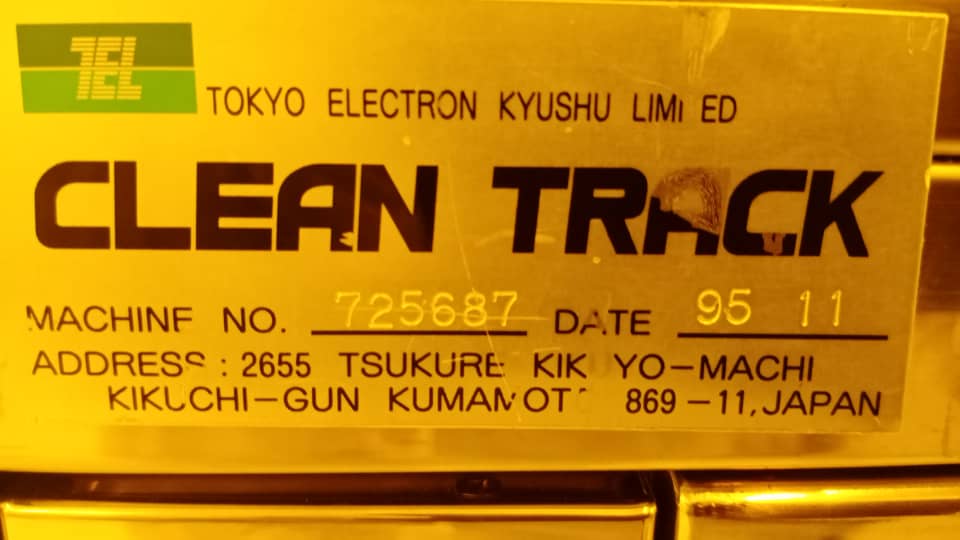 TEL
TOKYO ELECTRON KYUSHU LIMI ED
CLEAN TRACK
MACHINE NO. 725687 DATE 95 11
ADDRESS : 2655 TSUKURE KIK YO-MACHI
KIKUCHI-GUN KUMAMOT 869-11, JAPAN